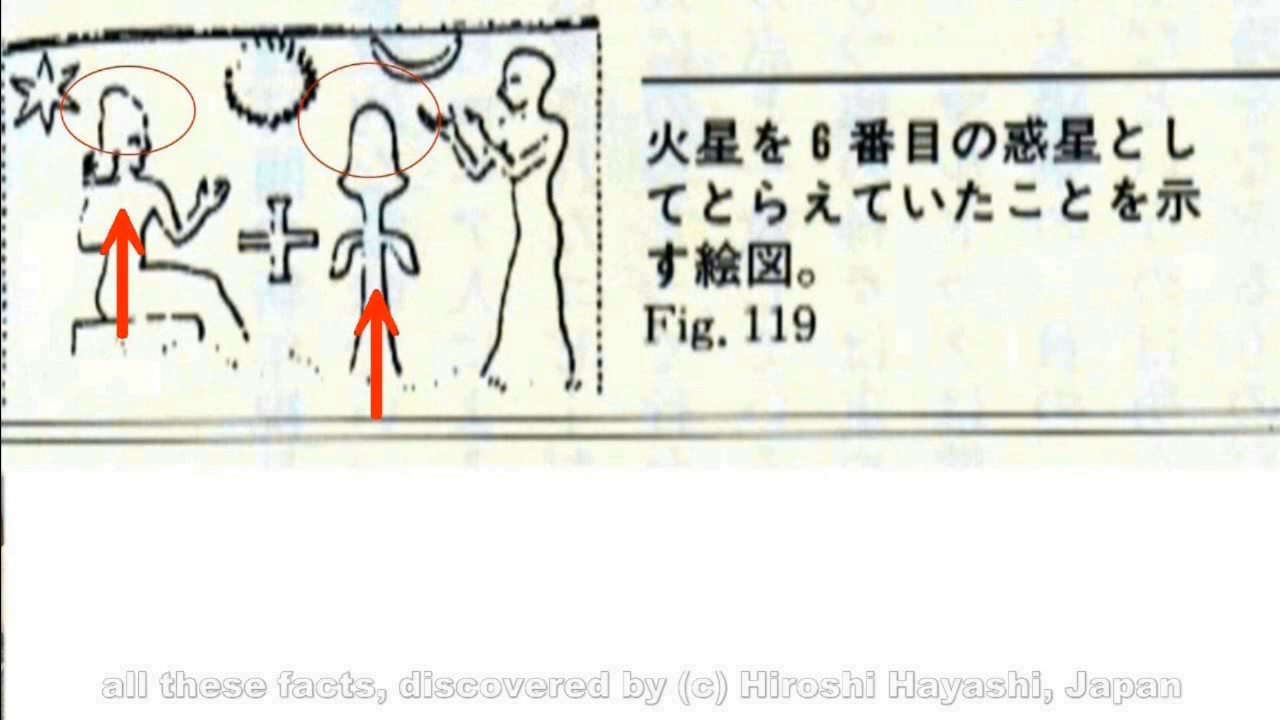 火星を6番目の惑星とし
てとらえていたことを示
す絵図。
Fig. 119
all these facts, discovered by (c) Hiroshi Hayashi, Japan